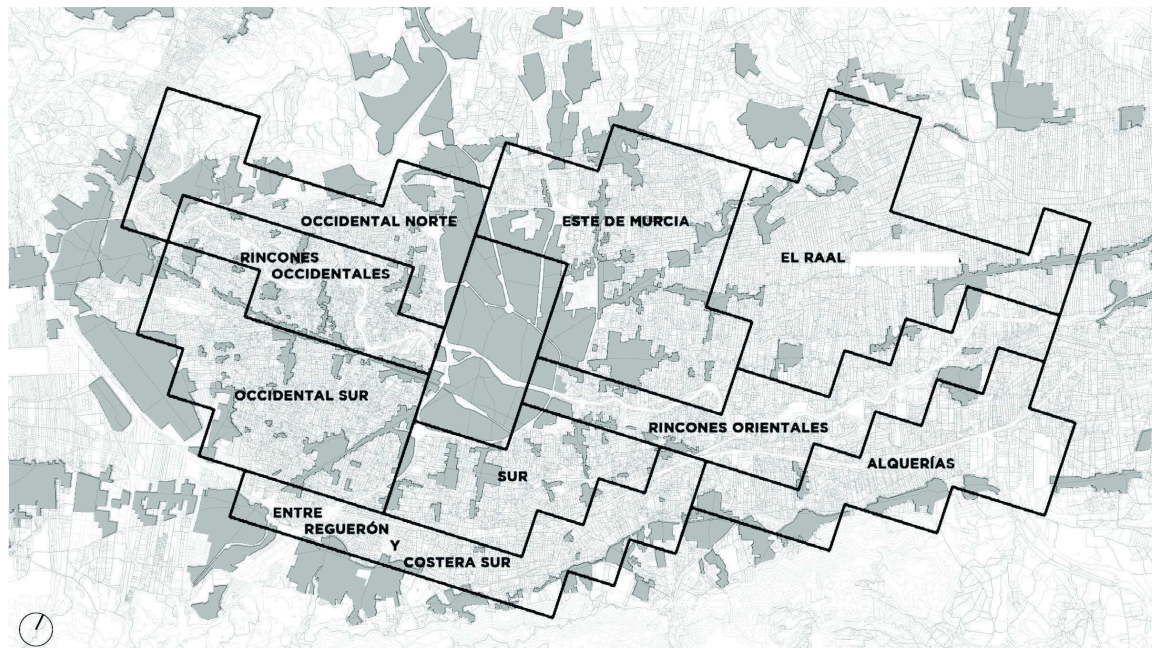 OCCIDENTAL NORTE
ESTE DE MURCIA
RINCONES
OCCIDENTALES
EL RAAL
OCCIDENTAL SUR
RINCONES ORIENTALES
ALQUERÍAS
SUR
ENTRE
REGUERÓN
Y
COSTERA SUR